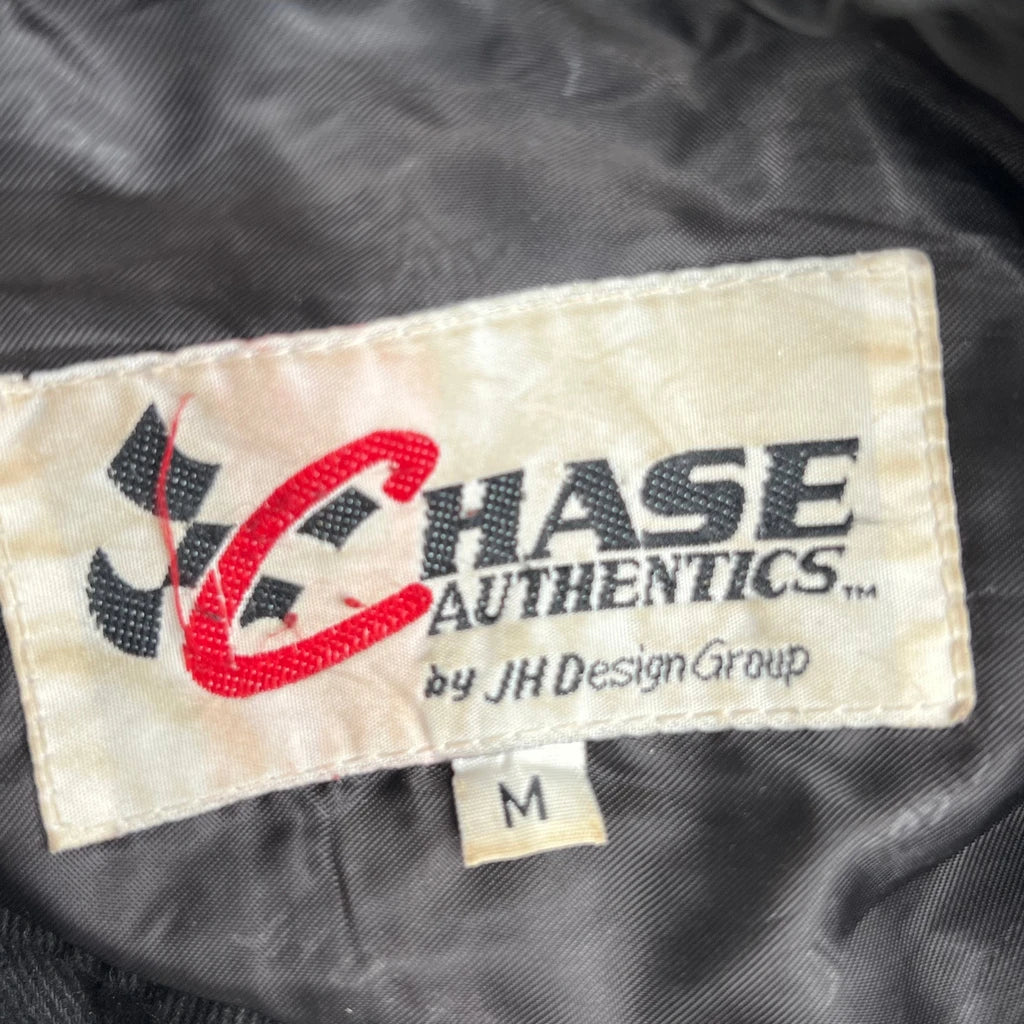 CHASE
AUTHENTICS™
by JH Design Group
M